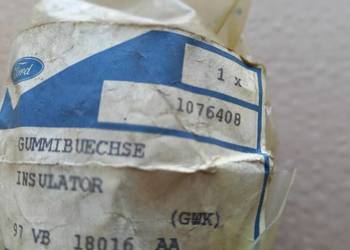 Ford
1 x
1076408
GUMMIBUECHSE
INSULATOR
(GWK)
97 VB 18016 AA